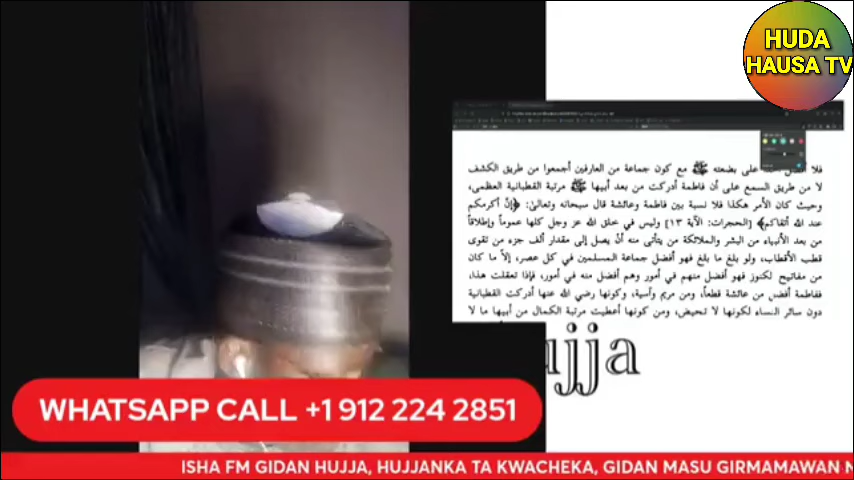 HUDA
HAUSA TV
على بضعته ﷺ مع كون جماعة من العارفين أجمعوا من طريق الكشف
لا من طريق السمع على أن فاطمة أدركت من بعد أبيها ﷺ مرتبة القطبانية العظمى،
وحيث كان الأمر هكذا فلا نسبة بين فاطمة وعائشة قال سبحانه وتعالى: ﴿إِنَّ أكرمكم
عند الله أتقاكم﴾ [الحجرات: الآية ١٣] وليس في خلق الله عز وجل كلها عموماً وإطلاقاً
من بعد الأنبياء من البشر والملائكة من يتأتى منه أن يصل إلى مقدار ألف جزء من تقوى
قطب الأقطاب، ولو بلغ ما بلغ فهو أفضل جماعة المسلمين في كل عصر، إلاّ ما كان
من مفاتيح لكنوز فهو أفضل منهم في أمور وهم أفضل منه في أمور، فإذا تعقلت هذا،
ففاطمة أفضل من عائشة قطعاً، ومن مريم وآسية، وكونها رضي الله عنها أدركت القطبانية
دون سائر النساء لكونها لا تحيض، ومن كونها أعطيت مرتبة الكمال من أبيها ما لا
ujja
WHATSAPP CALL +1 912 224 2851
ISHA FM GIDAN HUJJA, HUJJANKA TA KWACHEKA, GIDAN MASU GIRMAMAWAN